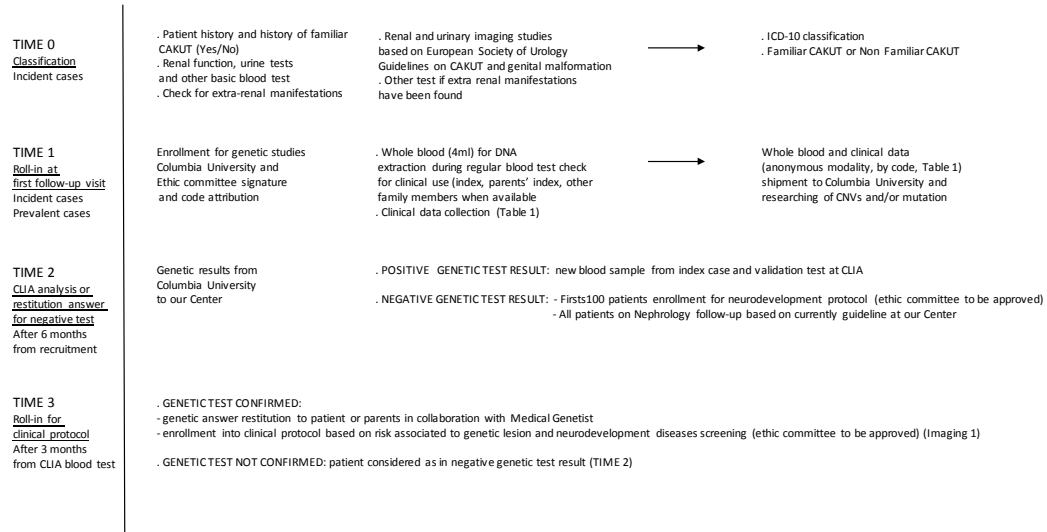 TIME 0
Classification
Incident cases
. Patient history and history of familiar
CAKUT (Yes/No)
. Renal function, urine tests
and other basic blood test
. Check for extra-renal manifestations
. Renal and urinary imaging studies
based on European Society of Urology
Guidelines on CAKUT and genital malformation
. Other test if extra renal manifestations
have been found
. ICD-10 classification
. Familiar CAKUT or Non Familiar CAKUT
TIME 1
Roll-in at
first follow-up visit
Incident cases
Prevalent cases
Enrollment for genetic studies
Columbia University and
Ethic committee signature
and code attribution
. Whole blood (4ml) for DNA
extraction during regular blood test check
for clinical use (index, parents' index, other
family members when available
. Clinical data collection (Table 1)
Whole blood and clinical data
(anonymous modality, by code, Table 1)
shipment to Columbia University and
researching of CNVs and/or mutation
TIME 2
CLIA analysis or
restitution answer
for negative test
After 6 months
from recruitment
Genetic results from
Columbia University
to our Center
. POSITIVE GENETIC TEST RESULT: new blood sample from index case and validation test at CLIA
. NEGATIVE GENETIC TEST RESULT: - Firsts100 patients enrollment for neurodevelopment protocol (ethic committee to be approved)
- All patients on Nephrology follow-up based on currently guideline at our Center
TIME 3
Roll-in for
clinical protocol
After 3 months
from CLIA blood test
. GENETIC TEST CONFIRMED:
- genetic answer restitution to patient or parents in collaboration with Medical Genetist
- enrollment into clinical protocol based on risk associated to genetic lesion and neurodevelopment diseases screening (ethic committee to be approved) (Imaging 1)
. GENETIC TEST NOT CONFIRMED: patient considered as in negative genetic test result (TIME 2)